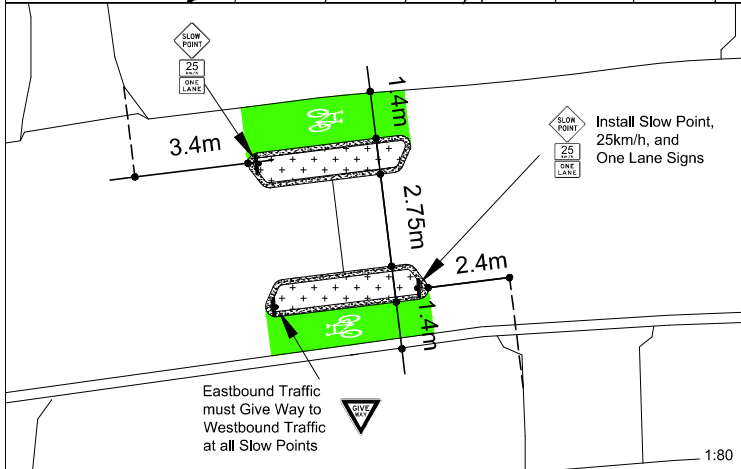 SLOW
POINT
25
km/h
ONE
LANE
1.4m
3.4m
SLOW
POINT
25
km/h
ONE
LANE
Install Slow Point,
25km/h, and
One Lane Signs
2.75m
2.4m
1.4m
Eastbound Traffic
must Give Way to
Westbound Traffic
at all Slow Points
GIVE
WAY
1:80